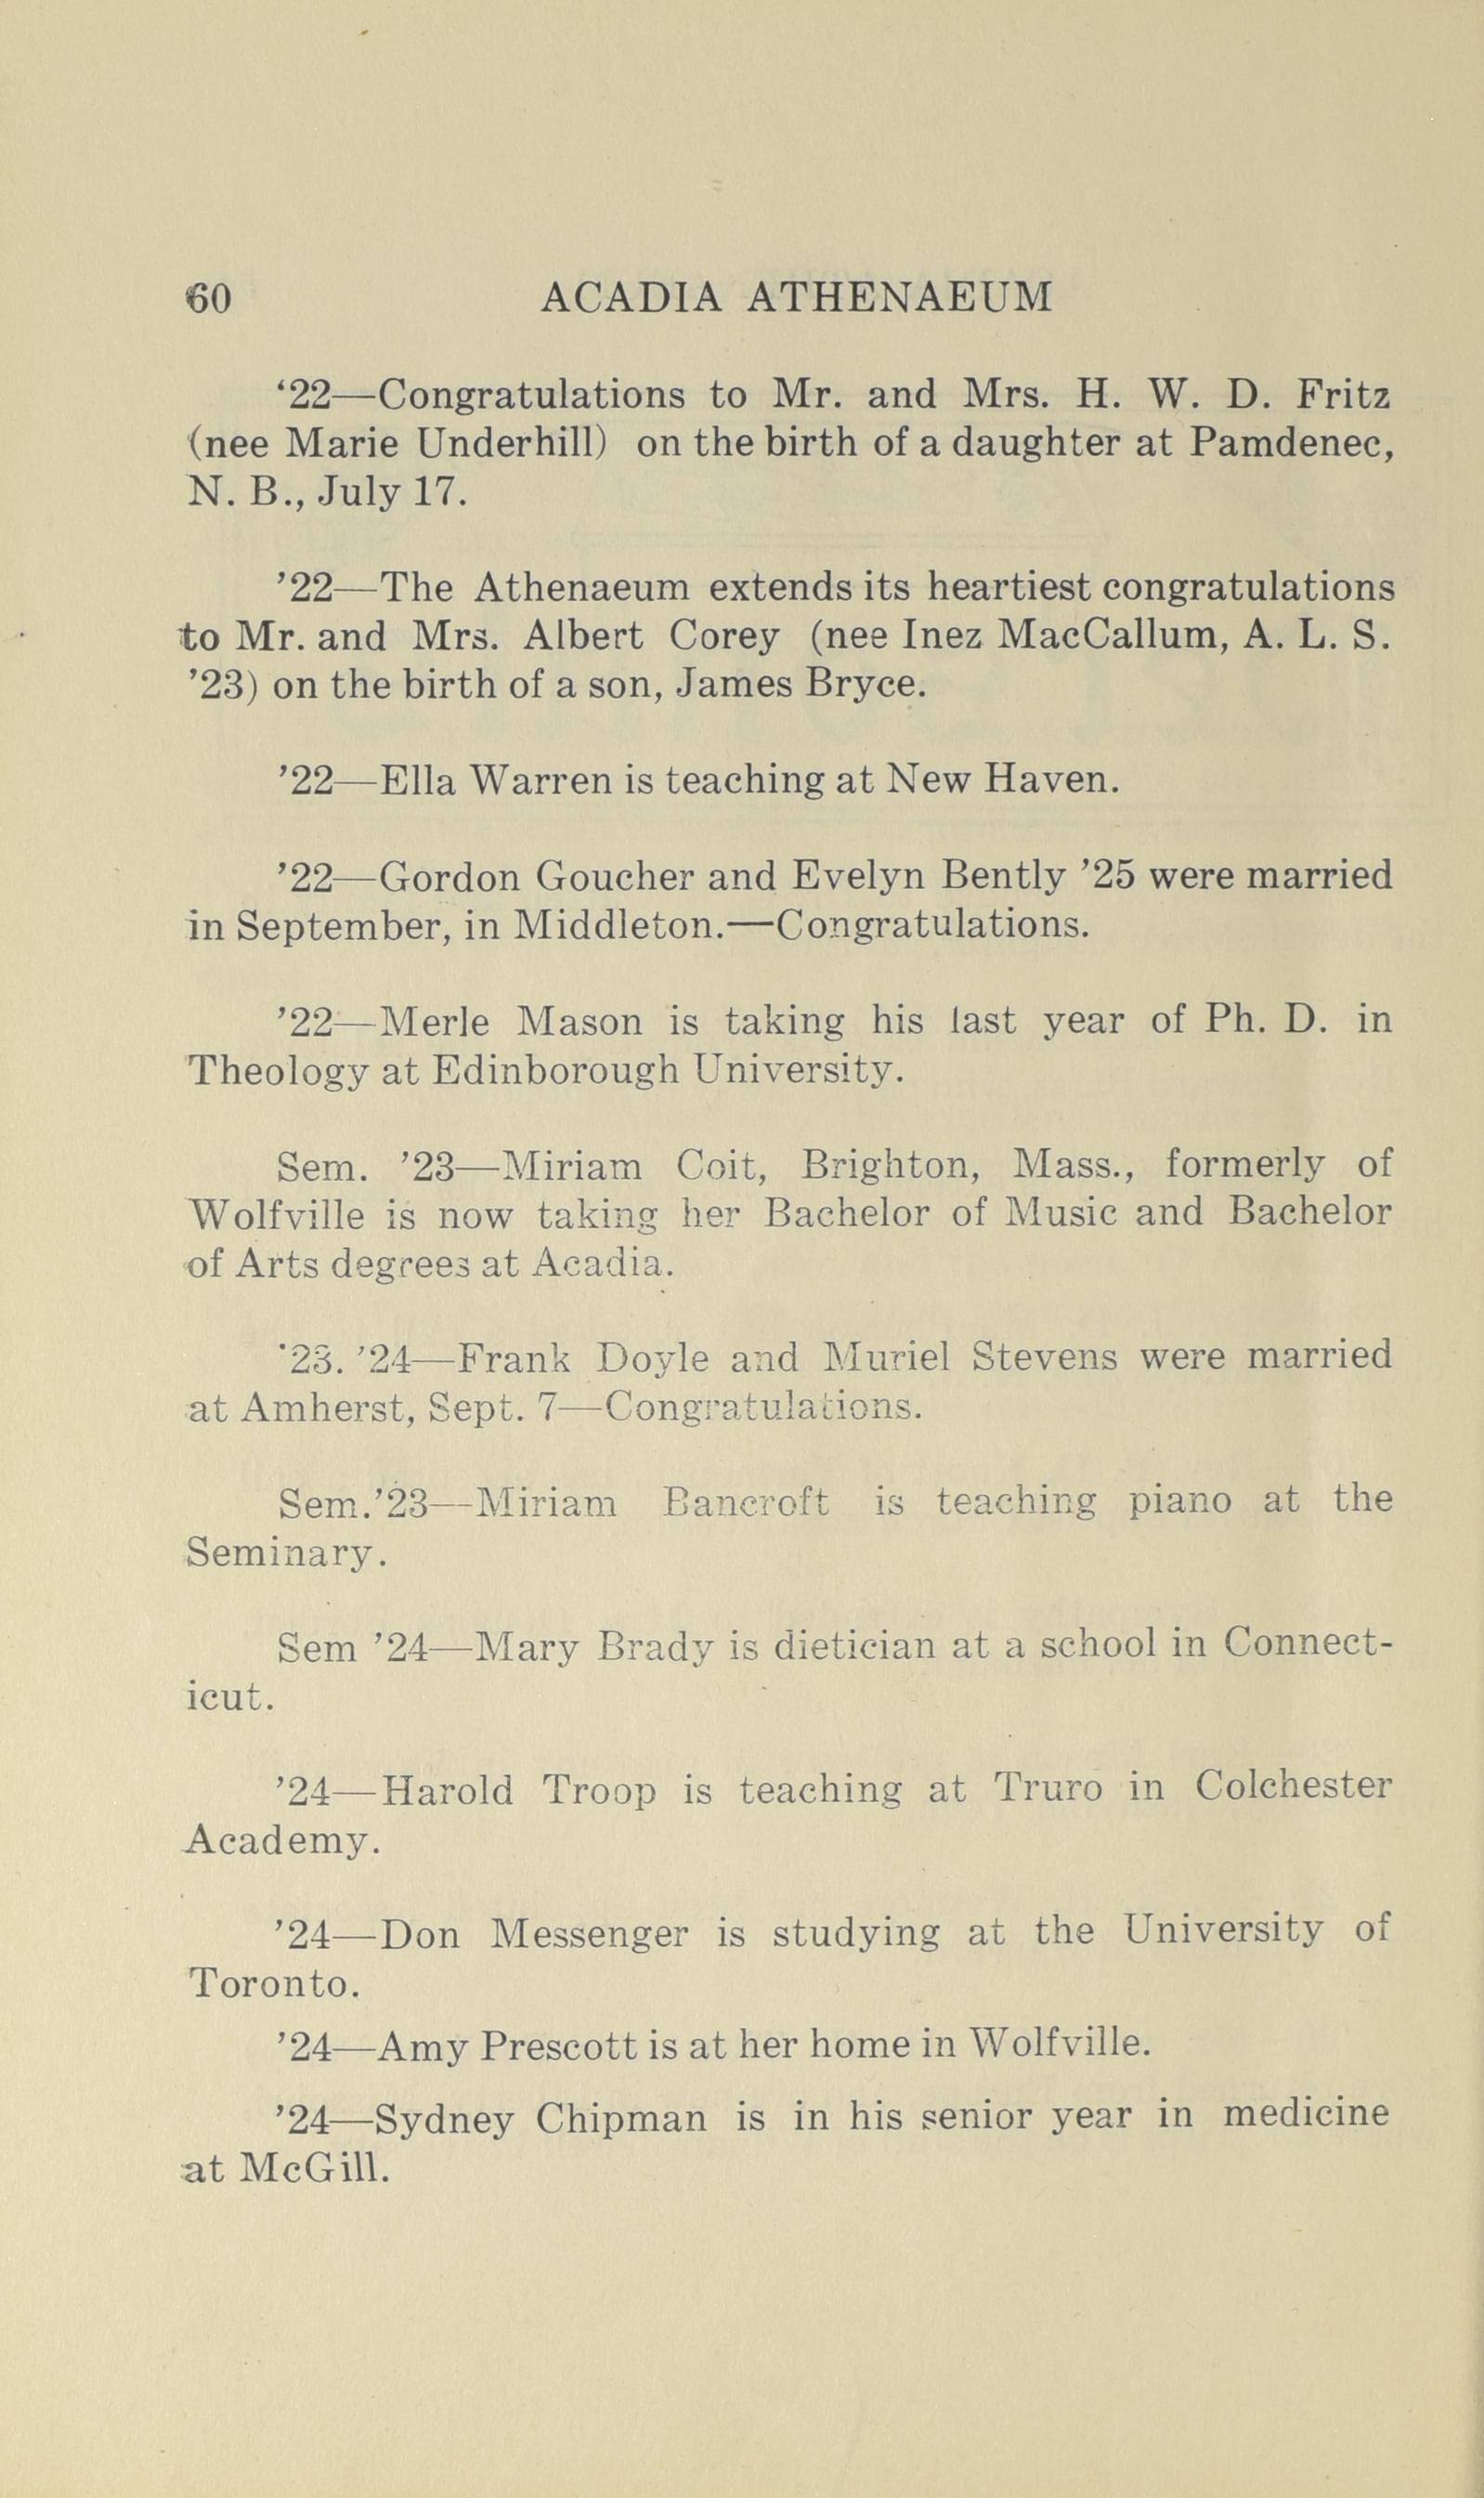 60 ACADIA ATHENAEUM
‘22—Congratulations to Mr. and Mrs. H. W. D. Fritz
(nee Marie Underhill) on the birth of a daughter at Pamdenec,
N. B., July 17.
’22—The Athenaeum extends its heartiest congratulations
to Mr. and Mrs. Albert Corey (nee Inez MacCallum, A. L. S.
’23) on the birth of a son, James Bryce.
’22—Ella Warren is teaching at New Haven.
’22—Gordon Goucher and Evelyn Bently ’25 were married
in September, in Middleton.—Congratulations.
’22—Merle Mason is taking his last year of Ph. D. in
Theology at Edinborough University.
Sem. ’23—Miriam Coit, Brighton, Mass., formerly of
Wolfville is now taking her Bachelor of Music and Bachelor
of Arts degrees at Acadia.
’23. ’24—Frank Doyle and Muriel Stevens were married
at Amherst, Sept. 7—Congratulations.
Sem.’23—Miriam Bancroft is teaching piano at the
Seminary.
Sem ’24—Mary Brady is dietician at a school in Connect-
icut.
’24—Harold Troop is teaching at Truro in Colchester
Academy.
’24—Don Messenger is studying at the University of
Toronto.
’24—Amy Prescott is at her home in Wolfville.
’24—Sydney Chipman is in his senior year in medicine
at McGill.